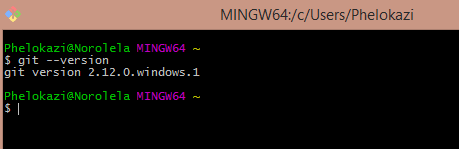 MINGW64:/c/Users/Phelokazi
Phelokazi@Norolela MINGW64 ~
$ git --version
git version 2.12.0.windows.1
Phelokazi@Norolela MINGW64 ~
$